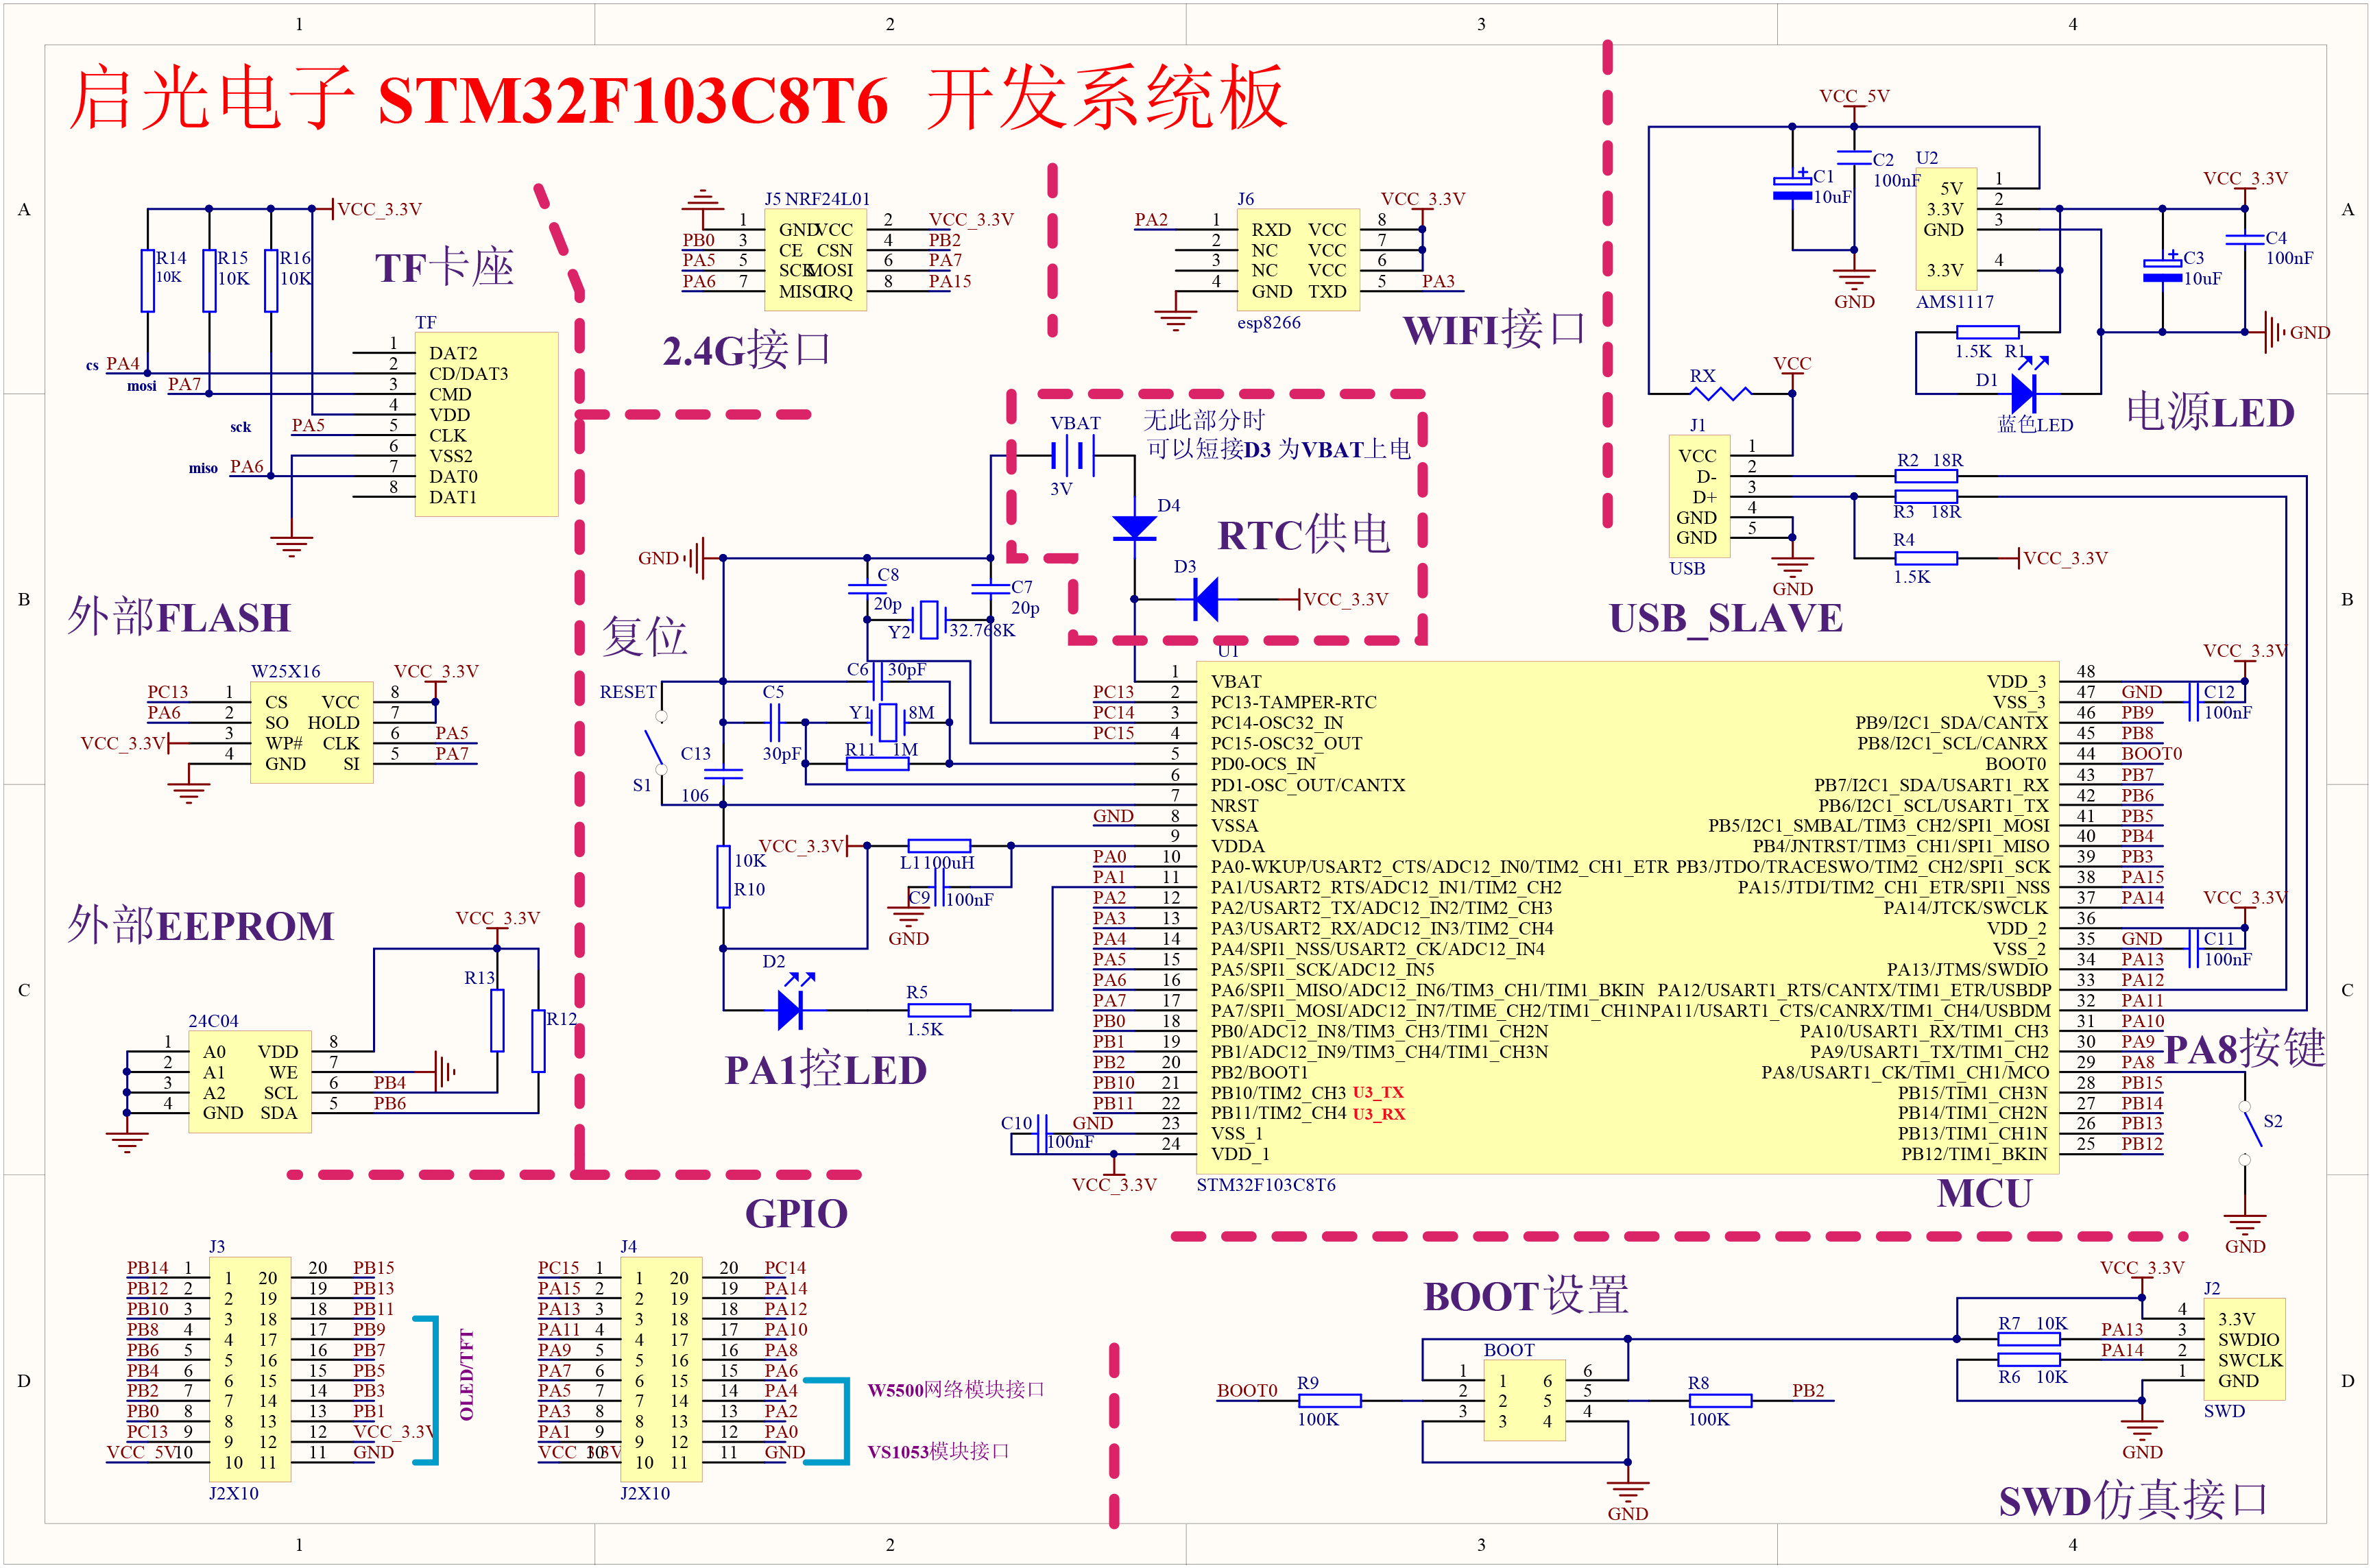 1 2 3 4
A
B
C
D
启光电子 STM32F103C8T6 开发系统板
VCC_3.3V
R14
10K
R15
10K
R16
10K
TF卡座
TF
cs PA4
mosi PA7
sck PA5
miso PA6
1 DAT2
2 CD/DAT3
3 CMD
4 VDD
5 CLK
6 VSS2
7 DAT0
8 DAT1
J5 NRF24L01
1 GND VCC 2 VCC_3.3V
PB0 3 CE CSN 4 PB2
PA5 5 SCK MOSI 6 PA7
PA6 7 MISO IRQ 8 PA15
2.4G接口
J6
VCC_3.3V
PA2 1 RXD VCC 8
2 NC VCC 7
3 NC VCC 6
4 GND TXD 5 PA3
esp8266
WIFI接口
VCC_5V
C1
10uF
C2
100nF
U2
5V 1
3.3V 2
GND 3
3.3V 4
AMS1117
GND
VCC_3.3V
C3
10uF
C4
100nF
GND
1.5K R1
D1
蓝色LED
电源LED
RX
VCC
J1
VCC 1
D- 2
D+ 3
GND 4
GND 5
USB
GND
R2 18R
R3 18R
R4
1.5K
VCC_3.3V
USB_SLAVE
VBAT
3V
无此部分时
可以短接D3 为VBAT上电
D4
RTC供电
D3
VCC_3.3V
外部FLASH
W25X16
VCC_3.3V
PC13 1 CS VCC 8
PA6 2 SO HOLD 7
VCC_3.3V 3 WP# CLK 6 PA5
4 GND SI 5 PA7
外部EEPROM
VCC_3.3V
R13
R12
24C04
1 A0 VDD 8
2 A1 WE 7
3 A2 SCL 6 PB4
4 GND SDA 5 PB6
复位
GND
C8
20p
C7
20p
Y2 32.768K
C6 30pF
RESET
C5
30pF
Y1 8M
R11 1M
C13
106
S1
10K
R10
VCC_3.3V
L1 100uH
C9 100nF
GND
D2
R5
1.5K
PA1控LED
U1
1 VBAT
PC13 2 PC13-TAMPER-RTC
PC14 3 PC14-OSC32_IN
PC15 4 PC15-OSC32_OUT
5 PD0-OCS_IN
6 PD1-OSC_OUT/CANTX
7 NRST
GND 8 VSSA
9 VDDA
PA0 10 PA0-WKUP/USART2_CTS/ADC12_IN0/TIM2_CH1_ETR
PA1 11 PA1/USART2_RTS/ADC12_IN1/TIM2_CH2
PA2 12 PA2/USART2_TX/ADC12_IN2/TIM2_CH3
PA3 13 PA3/USART2_RX/ADC12_IN3/TIM2_CH4
PA4 14 PA4/SPI1_NSS/USART2_CK/ADC12_IN4
PA5 15 PA5/SPI1_SCK/ADC12_IN5
PA6 16 PA6/SPI1_MISO/ADC12_IN6/TIM3_CH1/TIM1_BKIN
PA7 17 PA7/SPI1_MOSI/ADC12_IN7/TIME_CH2/TIM1_CH1N
PB0 18 PB0/ADC12_IN8/TIM3_CH3/TIM1_CH2N
PB1 19 PB1/ADC12_IN9/TIM3_CH4/TIM1_CH3N
PB2 20 PB2/BOOT1
PB10 21 PB10/TIM2_CH3 U3_TX
PB11 22 PB11/TIM2_CH4 U3_RX
GND 23 VSS_1
24 VDD_1
C10
100nF
VCC_3.3V
VDD_3 48
VSS_3 47 GND
PB9/I2C1_SDA/CANTX 46 PB9
PB8/I2C1_SCL/CANRX 45 PB8
BOOT0 44 BOOT0
PB7/I2C1_SDA/USART1_RX 43 PB7
PB6/I2C1_SCL/USART1_TX 42 PB6
PB5/I2C1_SMBAL/TIM3_CH2/SPI1_MOSI 41 PB5
PB4/JNTRST/TIM3_CH1/SPI1_MISO 40 PB4
PB3/JTDO/TRACESWO/TIM2_CH2/SPI1_SCK 39 PB3
PA15/JTDI/TIM2_CH1_ETR/SPI1_NSS 38 PA15
PA14/JTCK/SWCLK 37 PA14
VDD_2 36
VSS_2 35 GND
PA13/JTMS/SWDIO 34 PA13
PA12/USART1_RTS/CANTX/TIM1_ETR/USBDP 33 PA12
PA11/USART1_CTS/CANRX/TIM1_CH4/USBDM 32 PA11
PA10/USART1_RX/TIM1_CH3 31 PA10
PA9/USART1_TX/TIM1_CH2 30 PA9
PA8/USART1_CK/TIM1_CH1/MCO 29 PA8
PB15/TIM1_CH3N 28 PB15
PB14/TIM1_CH2N 27 PB14
PB13/TIM1_CH1N 26 PB13
PB12/TIM1_BKIN 25 PB12
STM32F103C8T6
MCU
VCC_3.3V
C12
100nF
VCC_3.3V
C11
100nF
PA8按键
S2
GND
GPIO
J3
PB14 1 1 20 20 PB15
PB12 2 2 19 19 PB13
PB10 3 3 18 18 PB11
PB8 4 4 17 17 PB9
PB6 5 5 16 16 PB7
PB4 6 6 15 15 PB5
PB2 7 7 14 14 PB3
PB0 8 8 13 13 PB1
PC13 9 9 12 12 VCC_3.3V
VCC_5V 10 10 11 11 GND
J2X10
OLED/TFT
J4
PC15 1 1 20 20 PC14
PA15 2 2 19 19 PA14
PA13 3 3 18 18 PA12
PA11 4 4 17 17 PA10
PA9 5 5 16 16 PA8
PA7 6 6 15 15 PA6
PA5 7 7 14 14 PA4
PA3 8 8 13 13 PA2
PA1 9 9 12 12 PA0
VCC_3.3V 10 10 11 11 GND
J2X10
W5500网络模块接口
VS1053模块接口
BOOT设置
BOOT
BOOT0
R9
100K
1 1 6 6
2 2 5 5
3 3 4 4
R8
100K
PB2
GND
VCC_3.3V
J2
R7 10K
R6 10K
4 3.3V
PA13 3 SWDIO
PA14 2 SWCLK
1 GND
SWD
GND
SWD仿真接口
1 2 3 4
A
B
C
D